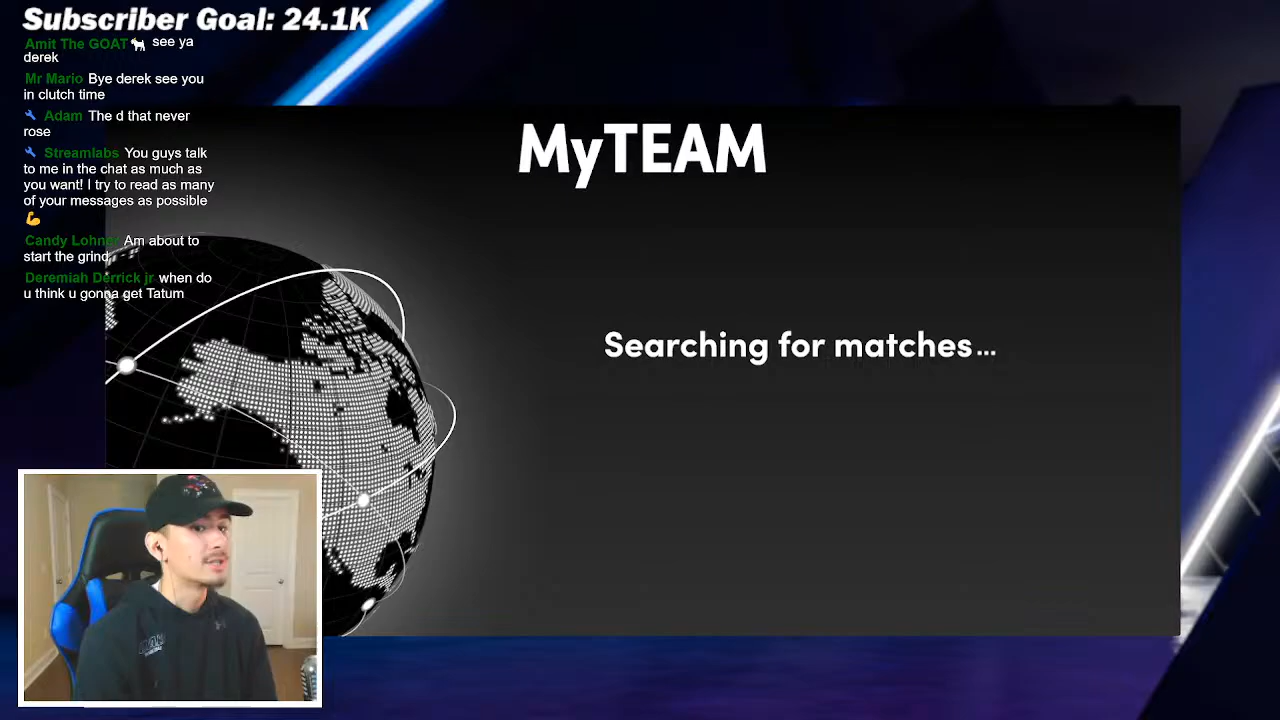 Subscriber Goal: 24.1K
Amit The GOAT🐐 see ya
derek
Mr Mario Bye derek see you
in clutch time
Adam The d that never
rose
Streamlabs You guys talk
to me in the chat as much as
you want! I try to read as many
of your messages as possible
💪
Candy Lohner Am about to
start the grind
Deremiah Derrick jr when do
u think u gonna get Tatum
MyTEAM
Searching for matches...